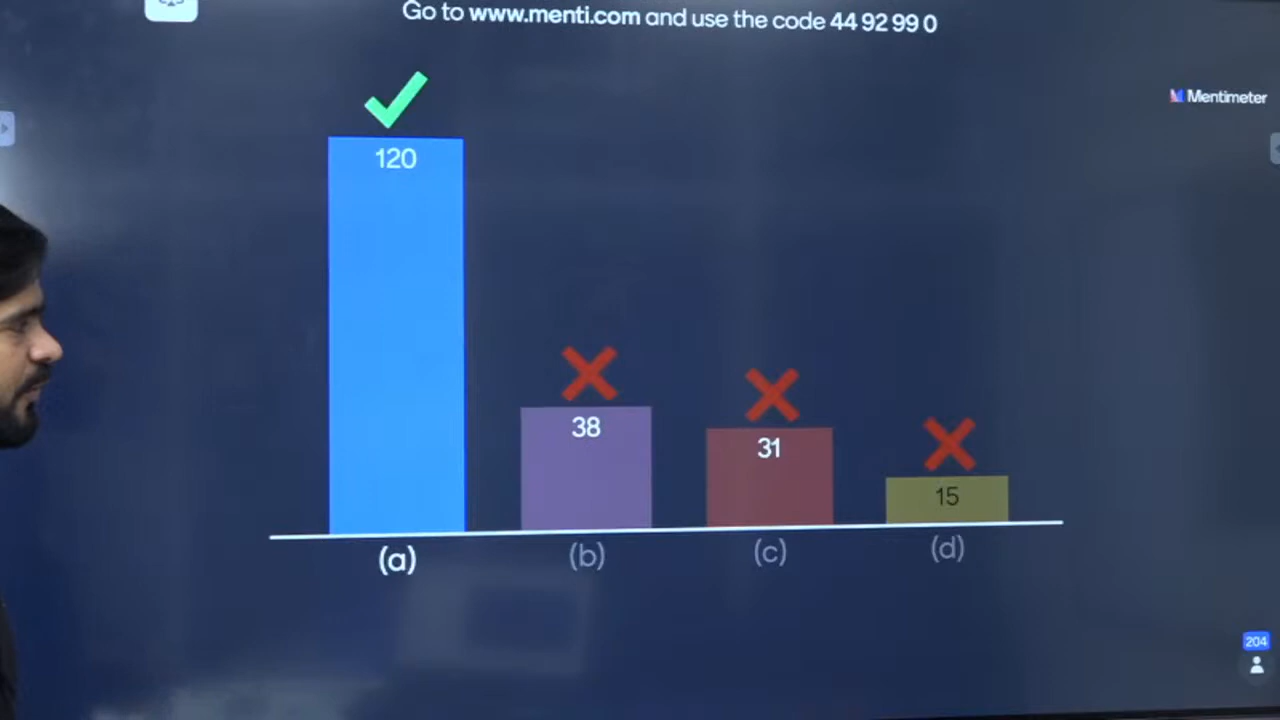 Go to www.menti.com and use the code 44 92 99 0
Mentimeter
120
38
31
15
(a)
(b)
(c)
(d)
204